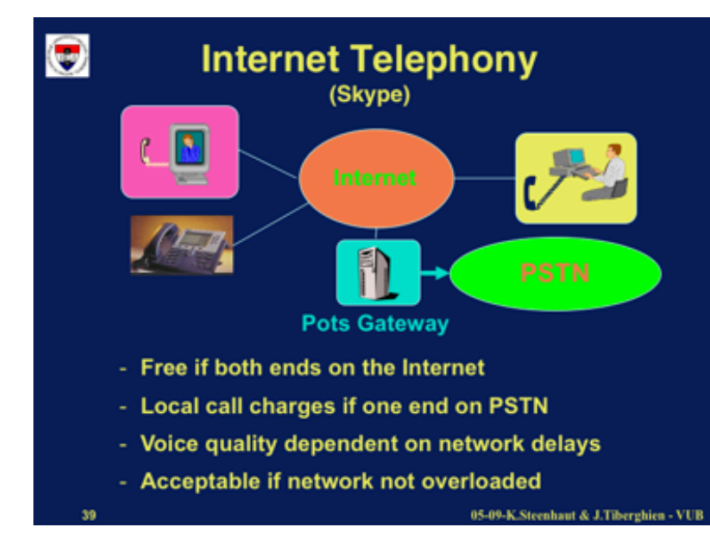 Internet Telephony
(Skype)
Internet
PSTN
Pots Gateway
- Free if both ends on the Internet
- Local call charges if one end on PSTN
- Voice quality dependent on network delays
- Acceptable if network not overloaded
39
05-09-K.Steenhaut & J.Tiberghien - VUB